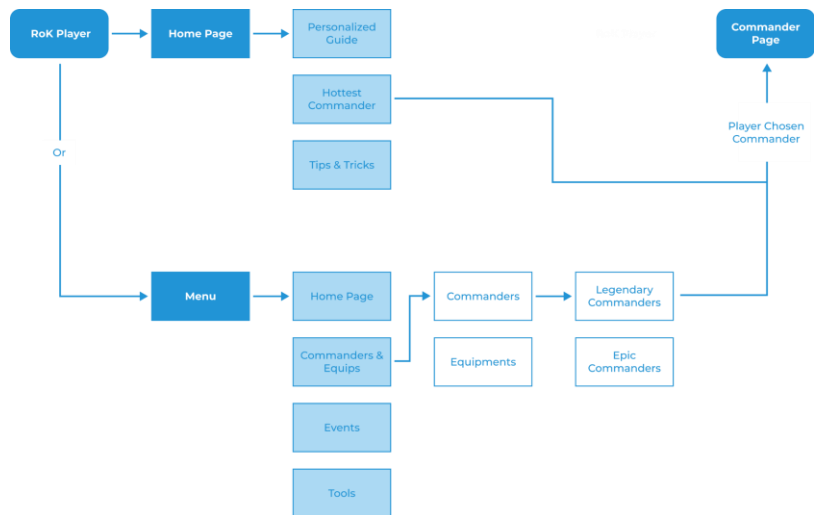 RoK Player
Home Page
Personalized
Guide
Commander
Page
Hottest
Commander
Player Chosen
Commander
Or
Tips & Tricks
Menu
Home Page
Commanders
Legendary
Commanders
Commanders &
Equips
Equipments
Epic
Commanders
Events
Tools